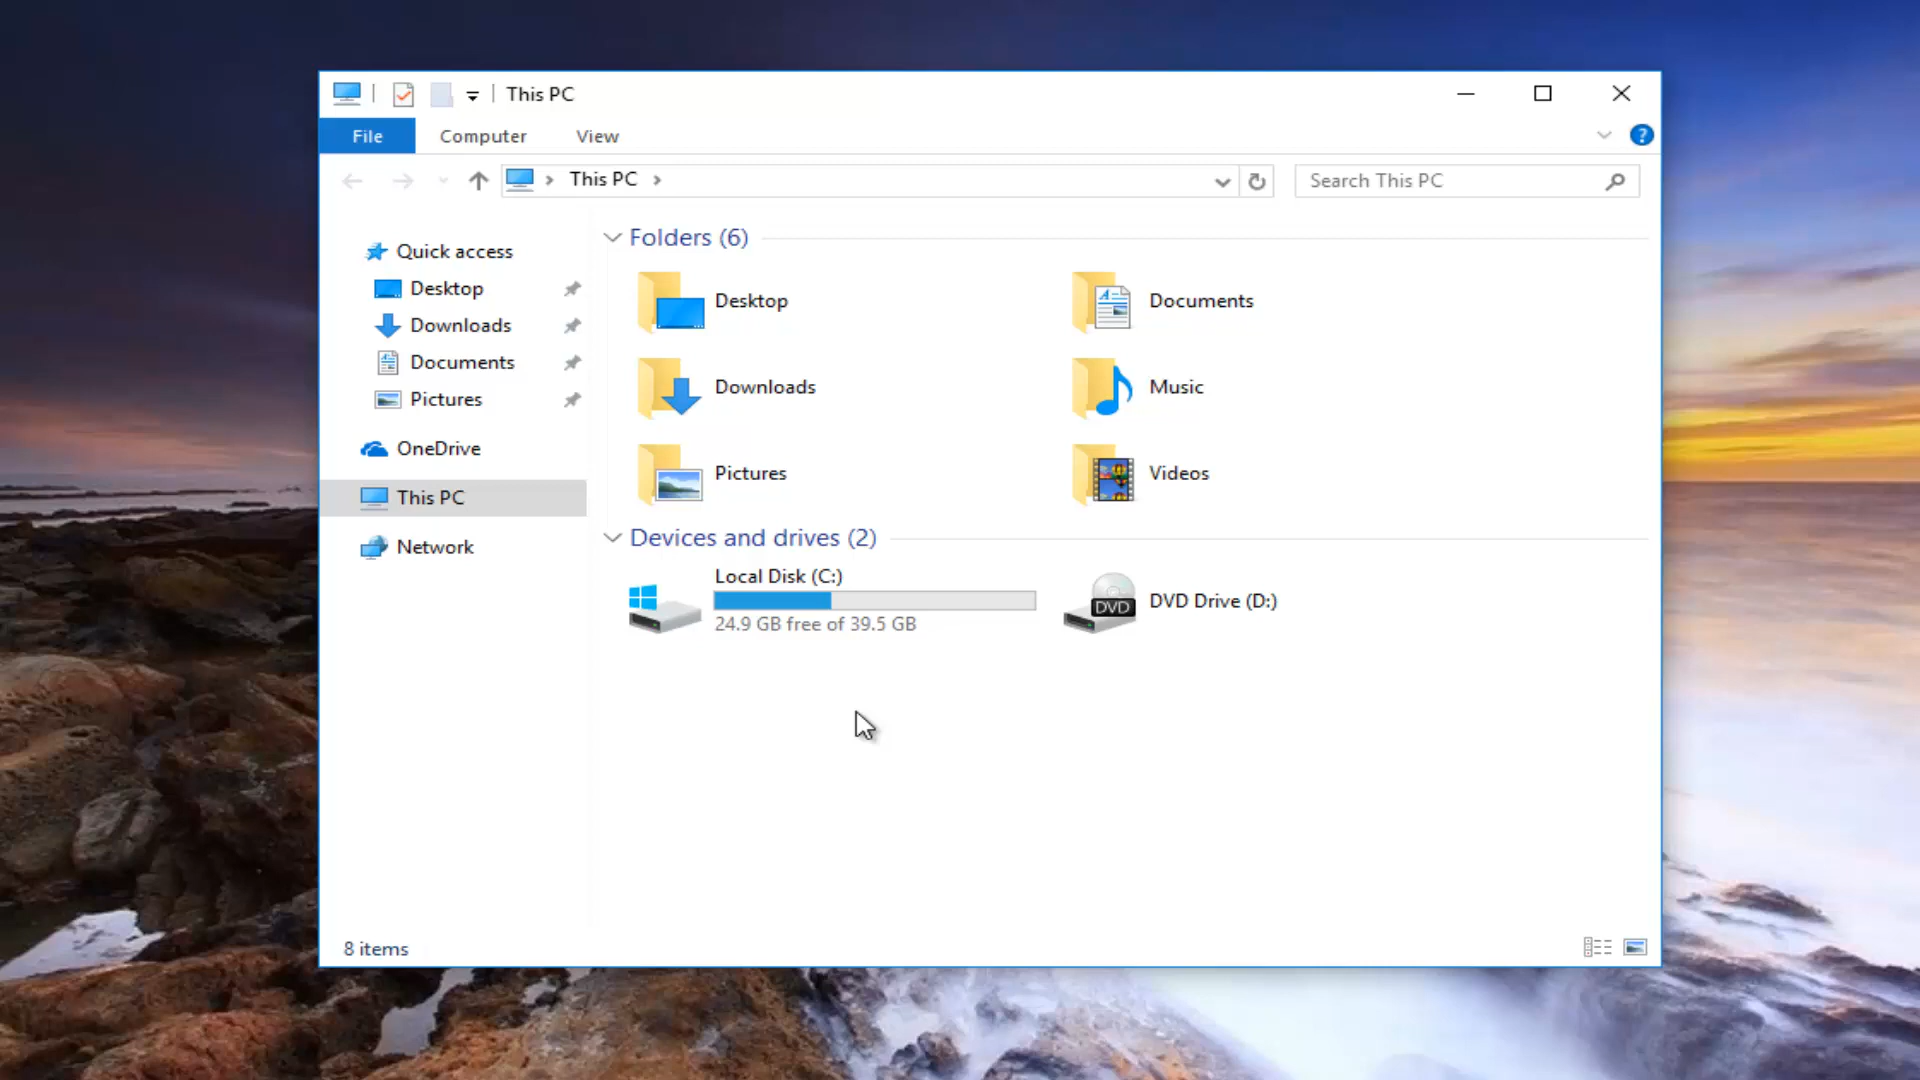 This PC
File Computer View
This PC
Search This PC
Quick access
Desktop
Downloads
Documents
Pictures
OneDrive
This PC
Network
Folders (6)
Desktop
Documents
Downloads
Music
Pictures
Videos
Devices and drives (2)
Local Disk (C:)
24.9 GB free of 39.5 GB
DVD
DVD Drive (D:)
8 items